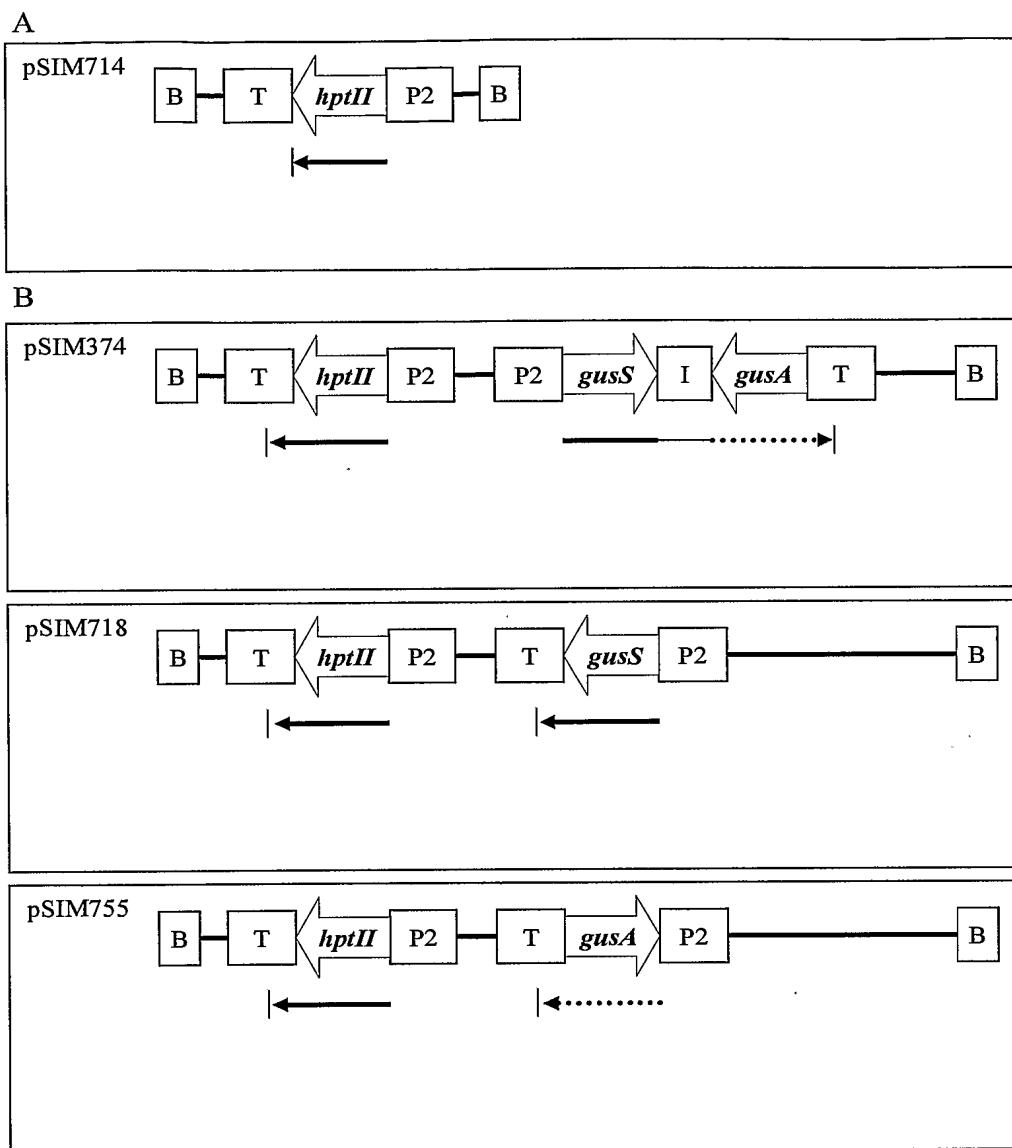 A
pSIM714
B T hptII P2 B
B
pSIM374
B T hptII P2 P2 gusS I gusA T B
pSIM718
B T hptII P2 T gusS P2 B
pSIM755
B T hptII P2 T gusA P2 B